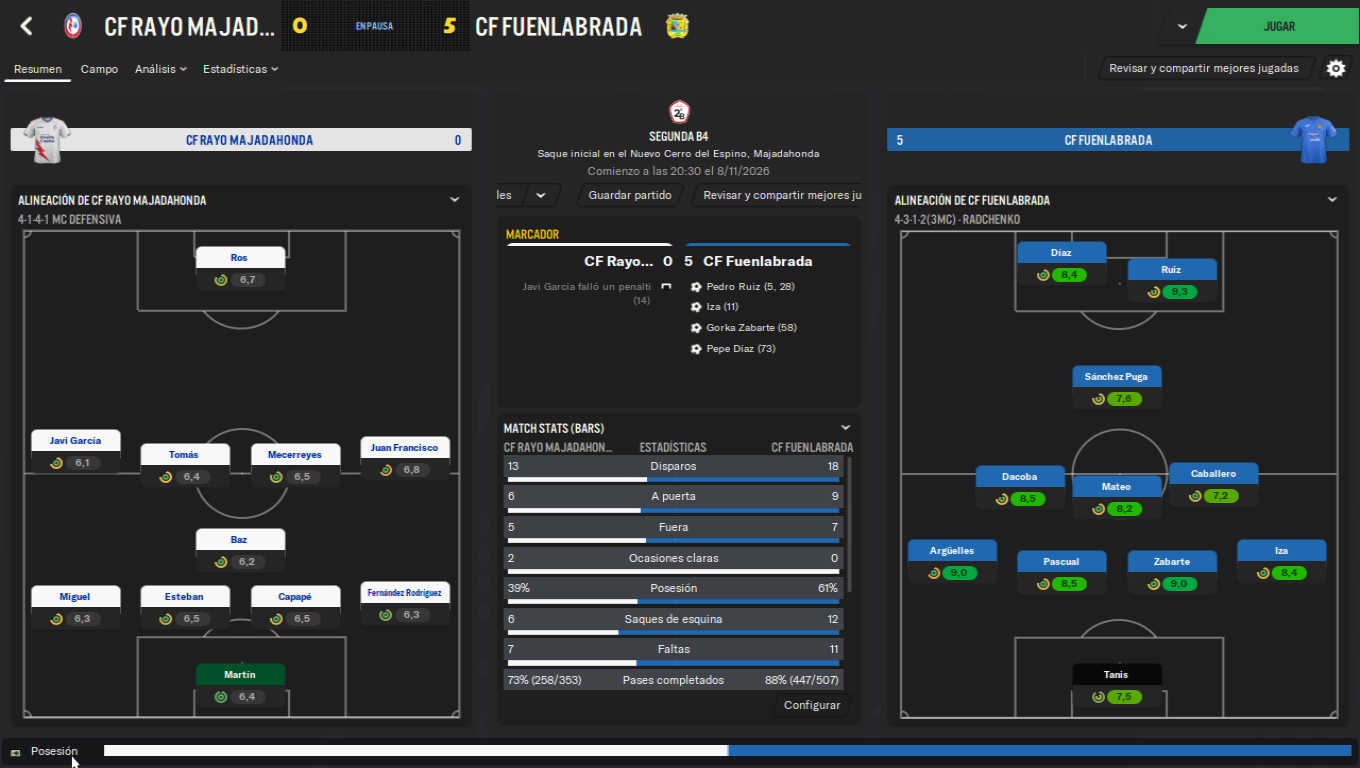 CF RAYO MAJAD...
0
EN PAUSA
5
CF FUENLABRADA
JUGAR
Resumen
Campo
Análisis
Estadísticas
Revisar y compartir mejores jugadas
CF RAYO MAJADAHONDA
0
2ªB
SEGUNDA B4
Saque inicial en el Nuevo Cerro del Espino, Majadahonda
Comienzo a las 20:30 el 8/11/2026
5
CF FUENLABRADA
les
Guardar partido
Revisar y compartir mejores ju
ALINEACIÓN DE CF RAYO MAJADAHONDA
4-1-4-1 MC DEFENSIVA
Ros
6,7
Javi García
6,1
Tomás
6,4
Mecerreyes
6,5
Juan Francisco
6,8
Baz
6,2
Miguel
6,3
Esteban
6,5
Capapé
6,5
Fernández Rodríguez
6,3
Martín
6,4
MARCADOR
CF Rayo... 0
5 CF Fuenlabrada
Javi García falló un penalti
(14)
Pedro Ruiz (5, 28)
Iza (11)
Gorka Zabarte (58)
Pepe Díaz (73)
MATCH STATS (BARS)
CF RAYO MAJADAHON... ESTADÍSTICAS CF FUENLABRADA
13 Disparos 18
6 A puerta 9
5 Fuera 7
2 Ocasiones claras 0
39% Posesión 61%
6 Saques de esquina 12
7 Faltas 11
73% (258/353) Pases completados 88% (447/507)
Configurar
ALINEACIÓN DE CF FUENLABRADA
4-3-1-2 (3MC) - RADCHENKO
Díaz
8,4
Ruiz
9,3
Sánchez Puga
7,6
Dacoba
8,5
Mateo
8,2
Caballero
7,2
Argüelles
9,0
Pascual
8,5
Zabarte
9,0
Iza
8,4
Tanis
7,5
Posesión